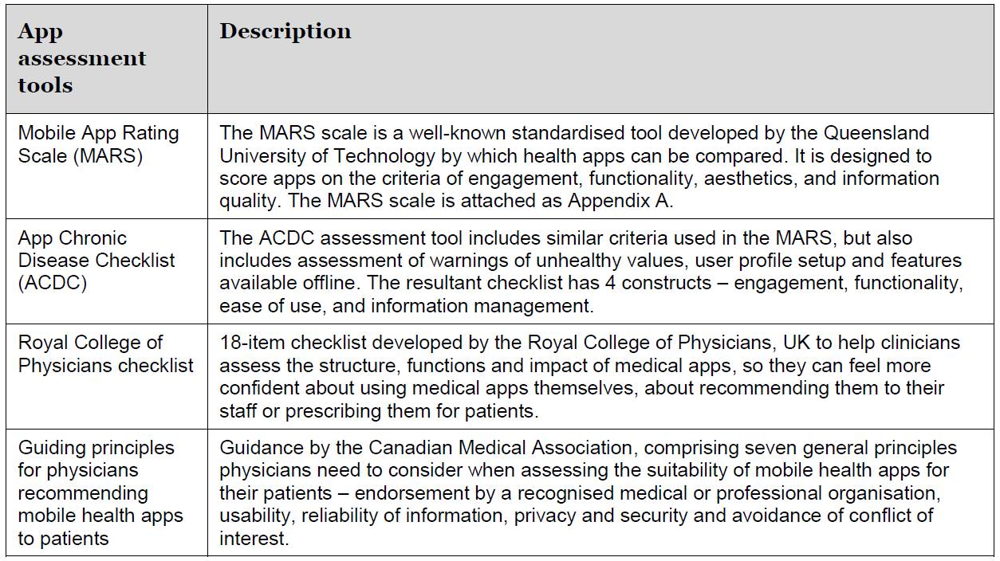 App
assessment
tools
Description
Mobile App Rating
Scale (MARS)
The MARS scale is a well-known standardised tool developed by the Queensland
University of Technology by which health apps can be compared. It is designed to
score apps on the criteria of engagement, functionality, aesthetics, and information
quality. The MARS scale is attached as Appendix A.
App Chronic
Disease Checklist
(ACDC)
The ACDC assessment tool includes similar criteria used in the MARS, but also
includes assessment of warnings of unhealthy values, user profile setup and features
available offline. The resultant checklist has 4 constructs – engagement, functionality,
ease of use, and information management.
Royal College of
Physicians checklist
18-item checklist developed by the Royal College of Physicians, UK to help clinicians
assess the structure, functions and impact of medical apps, so they can feel more
confident about using medical apps themselves, about recommending them to their
staff or prescribing them for patients.
Guiding principles
for physicians
recommending
mobile health apps
to patients
Guidance by the Canadian Medical Association, comprising seven general principles
physicians need to consider when assessing the suitability of mobile health apps for
their patients – endorsement by a recognised medical or professional organisation,
usability, reliability of information, privacy and security and avoidance of conflict of
interest.